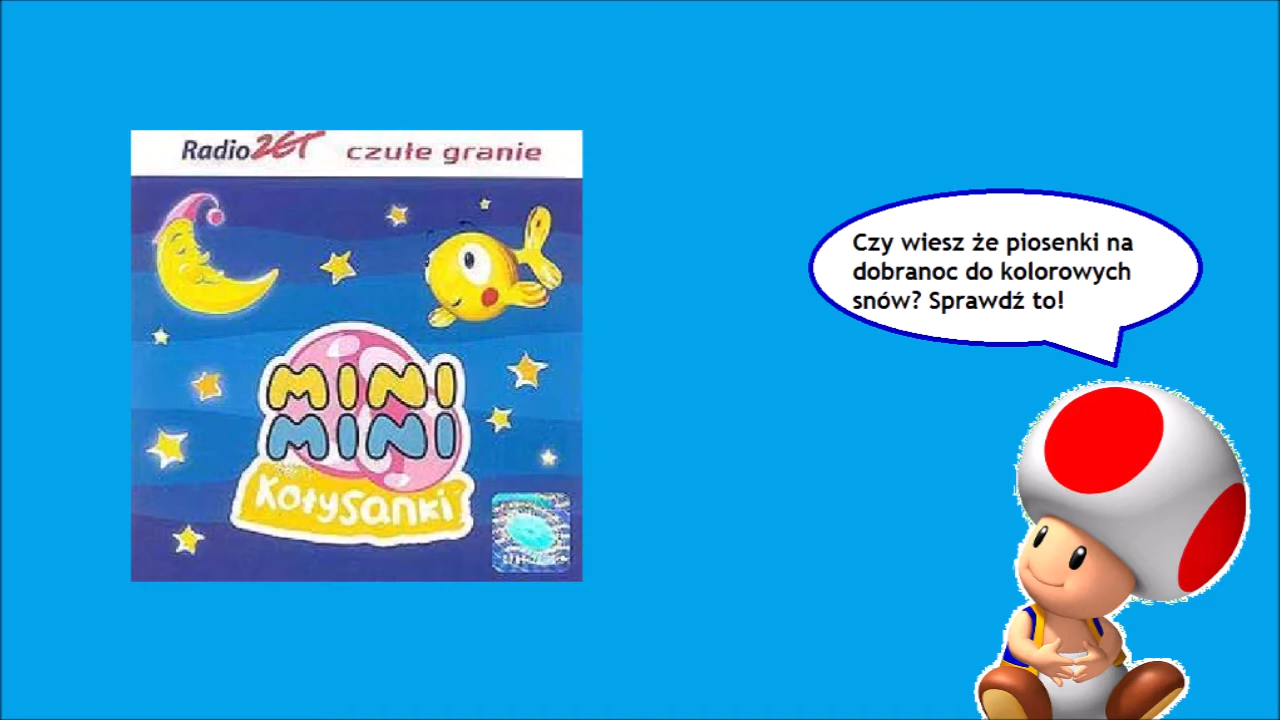 Radio ZET czułe granie
MINI
MINI
Kołysanki
Czy wiesz że piosenki na
dobranoc do kolorowych
snów? Sprawdź to!